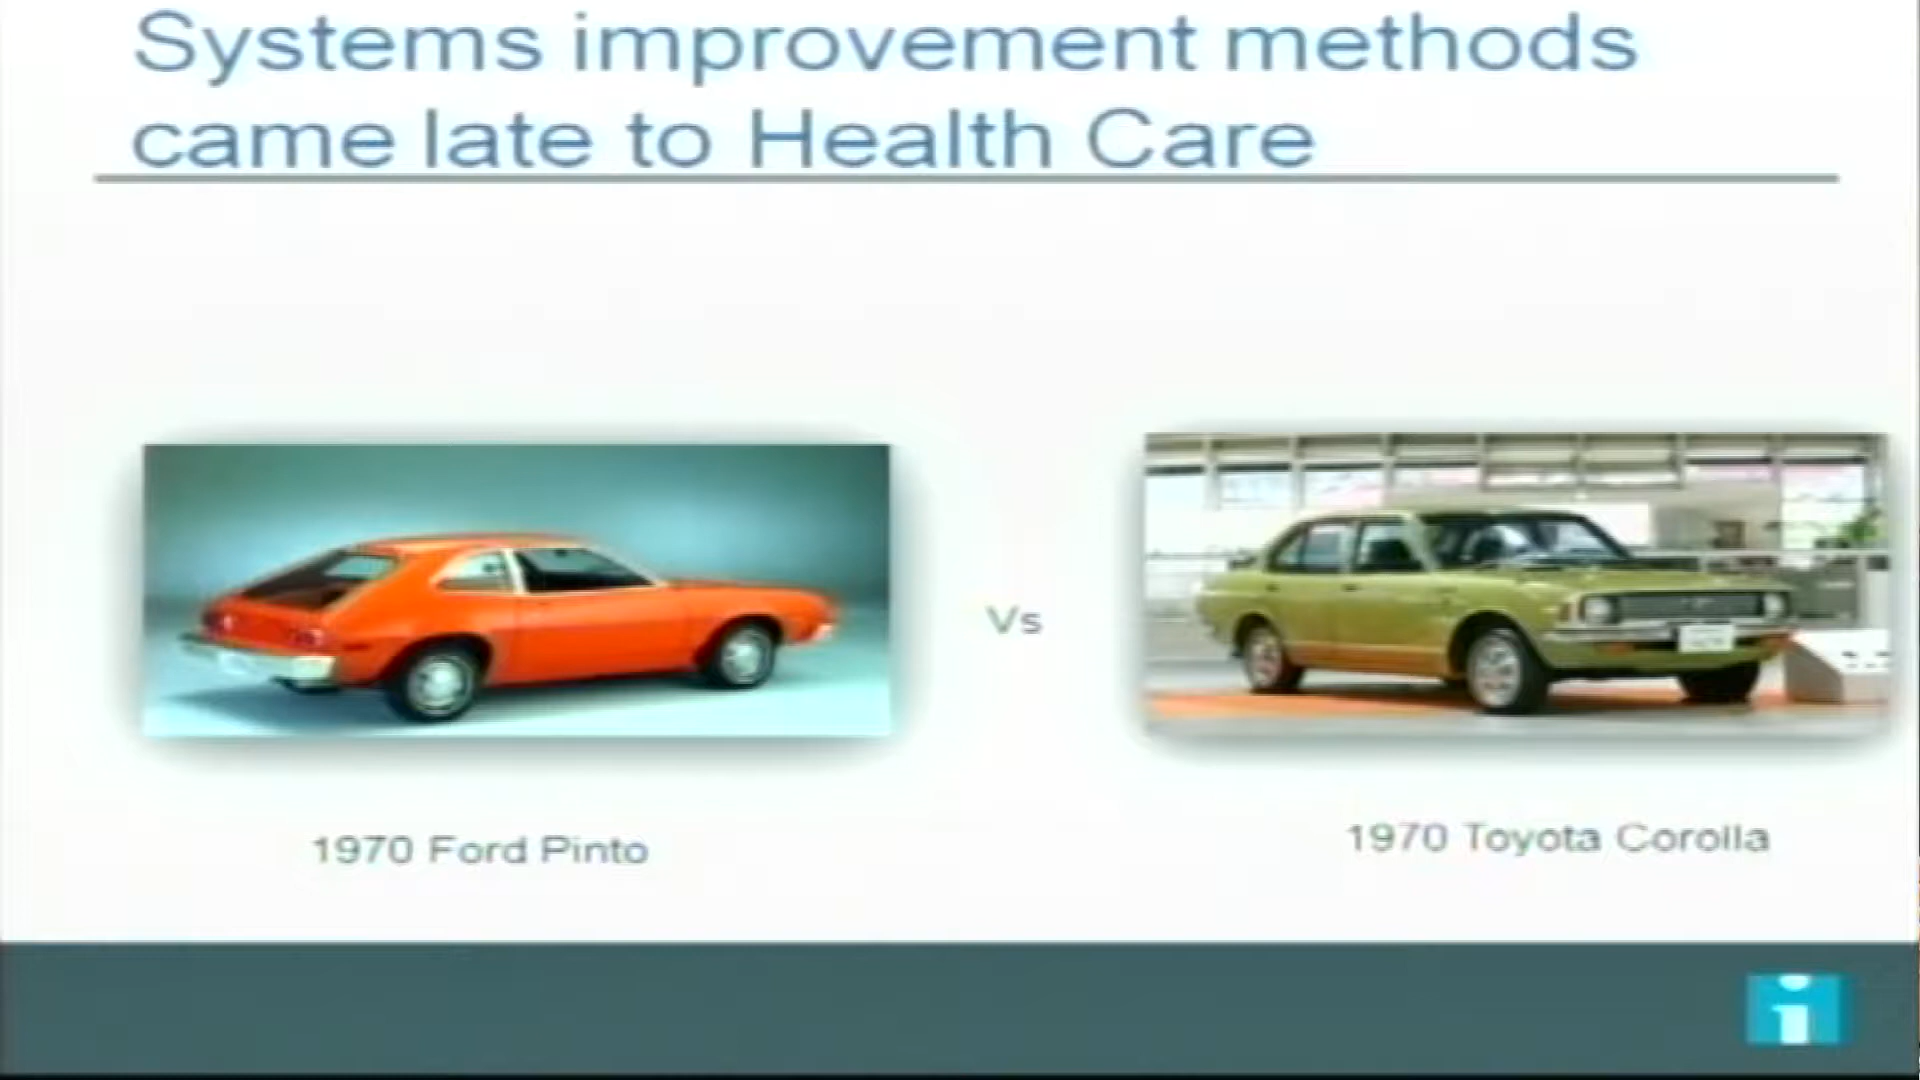 Systems improvement methods
came late to Health Care
Vs
1970 Ford Pinto
1970 Toyota Corolla
i